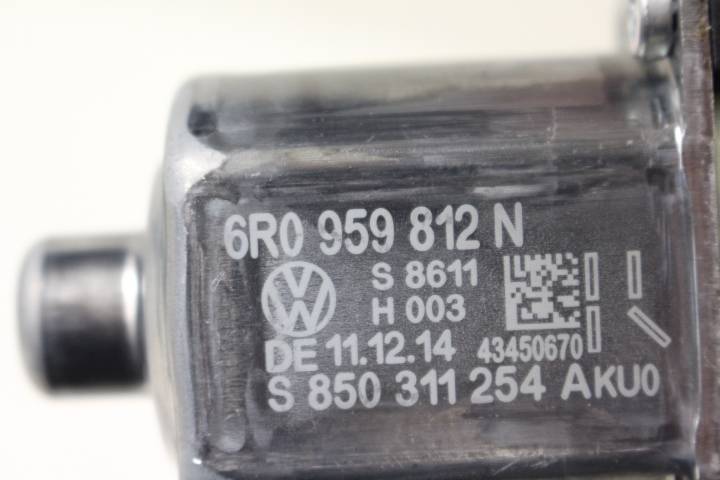 6R0 959 812 N
S 8611
H 003
DE 11.12.14 43450670
S 850 311 254 AKU0